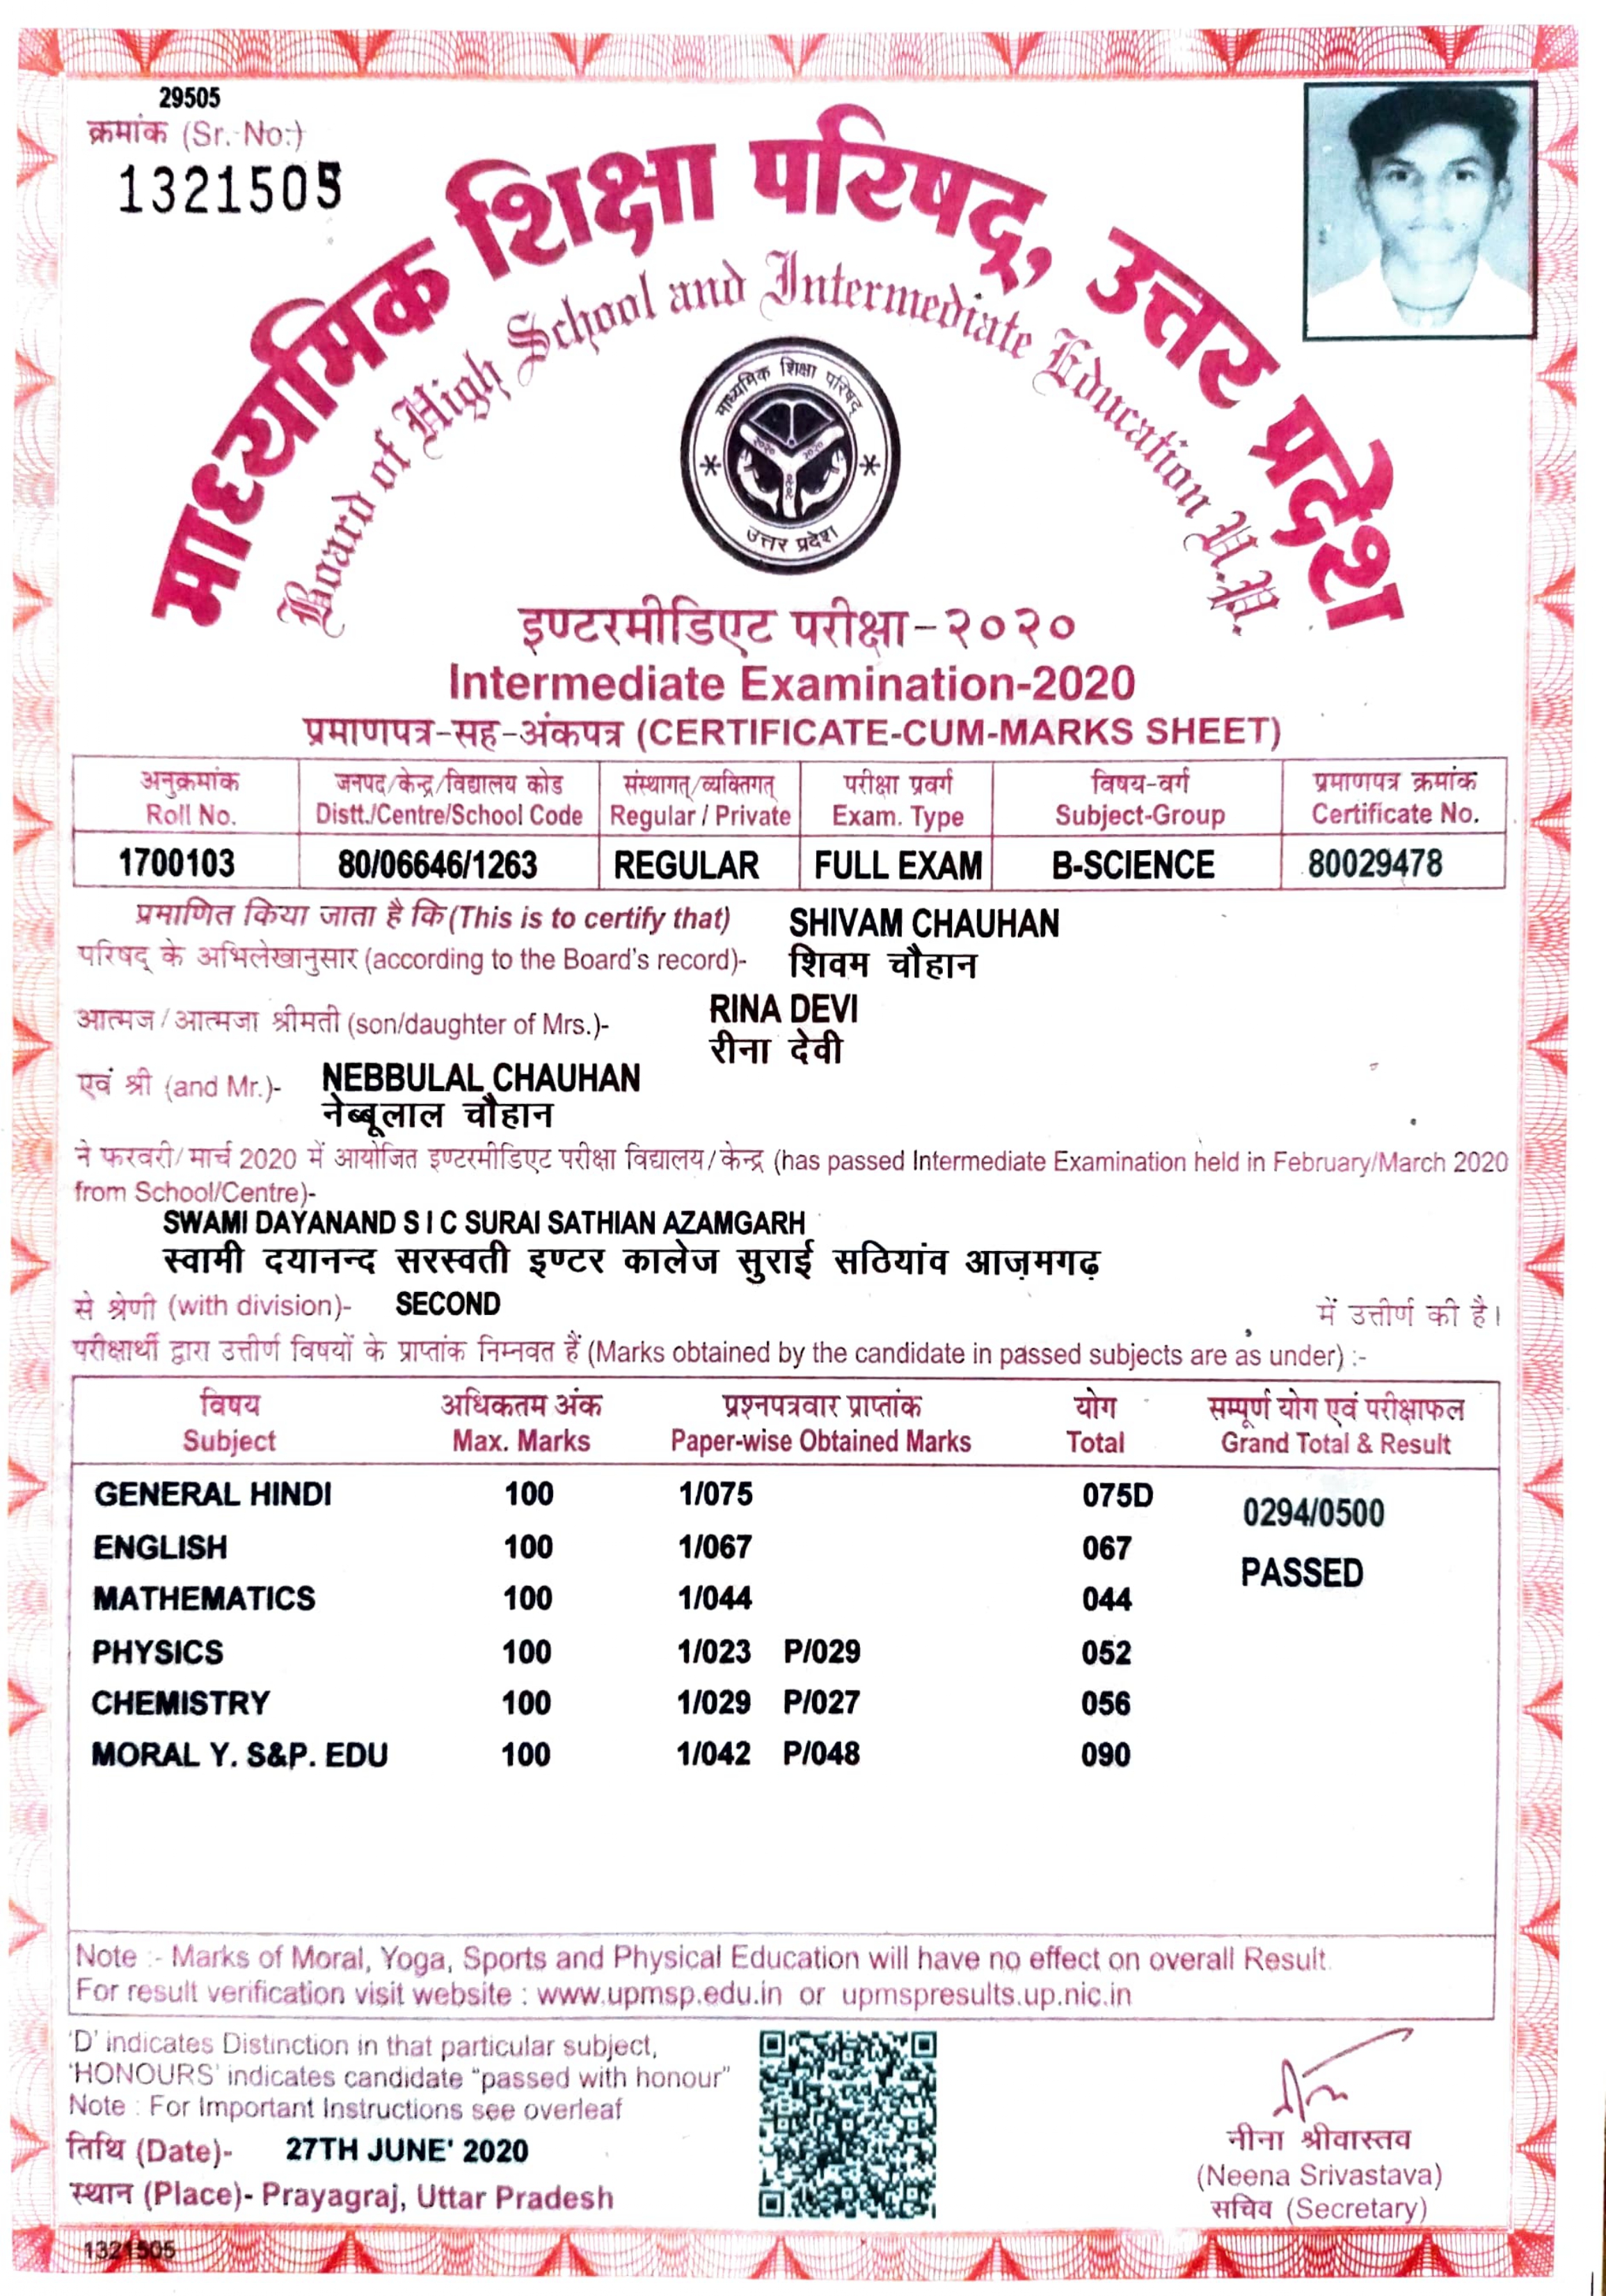 29505
क्रमांक (Sr. No.)
1321505
माध्यमिक शिक्षा परिषद्, उत्तर प्रदेश
Board of High School and Intermediate Education U.P.
माध्यमिक शिक्षा परिषद्
२०२० २०२०
२०२०
उत्तर प्रदेश
इण्टरमीडिएट परीक्षा-२०२०
Intermediate Examination-2020
प्रमाणपत्र-सह-अंकपत्र (CERTIFICATE-CUM-MARKS SHEET)
अनुक्रमांक जनपद/केन्द्र/विद्यालय कोड संस्थागत्/व्यक्तिगत् परीक्षा प्रवर्ग विषय-वर्ग प्रमाणपत्र क्रमांक
Roll No. Distt./Centre/School Code Regular / Private Exam. Type Subject-Group Certificate No.
1700103 80/06646/1263 REGULAR FULL EXAM B-SCIENCE 80029478
प्रमाणित किया जाता है कि (This is to certify that) SHIVAM CHAUHAN
परिषद् के अभिलेखानुसार (according to the Board's record)- शिवम चौहान
RINA DEVI
आत्मज/आत्मजा श्रीमती (son/daughter of Mrs.)-
रीना देवी
एवं श्री (and Mr.)- NEBBULAL CHAUHAN
नेब्बूलाल चौहान
ने फरवरी/मार्च 2020 में आयोजित इण्टरमीडिएट परीक्षा विद्यालय/केन्द्र (has passed Intermediate Examination held in February/March 2020
from School/Centre)-
SWAMI DAYANAND S I C SURAI SATHIAN AZAMGARH
स्वामी दयानन्द सरस्वती इण्टर कालेज सुराई सठियांव आज़मगढ़
से श्रेणी (with division)- SECOND में उत्तीर्ण की है।
परीक्षार्थी द्वारा उत्तीर्ण विषयों के प्राप्तांक निम्नवत हैं (Marks obtained by the candidate in passed subjects are as under) :-
विषय अधिकतम अंक प्रश्नपत्रवार प्राप्तांक योग सम्पूर्ण योग एवं परीक्षाफल
Subject Max. Marks Paper-wise Obtained Marks Total Grand Total & Result
GENERAL HINDI 100 1/075 075D 0294/0500
ENGLISH 100 1/067 067 PASSED
MATHEMATICS 100 1/044 044
PHYSICS 100 1/023 P/029 052
CHEMISTRY 100 1/029 P/027 056
MORAL Y. S&P. EDU 100 1/042 P/048 090
Note :- Marks of Moral, Yoga, Sports and Physical Education will have no effect on overall Result.
For result verification visit website : www.upmsp.edu.in or upmspresults.up.nic.in
'D' indicates Distinction in that particular subject,
'HONOURS' indicates candidate "passed with honour"
Note : For Important Instructions see overleaf
तिथि (Date)- 27TH JUNE' 2020
स्थान (Place)- Prayagraj, Uttar Pradesh
नीना श्रीवास्तव
(Neena Srivastava)
सचिव (Secretary)
1321505